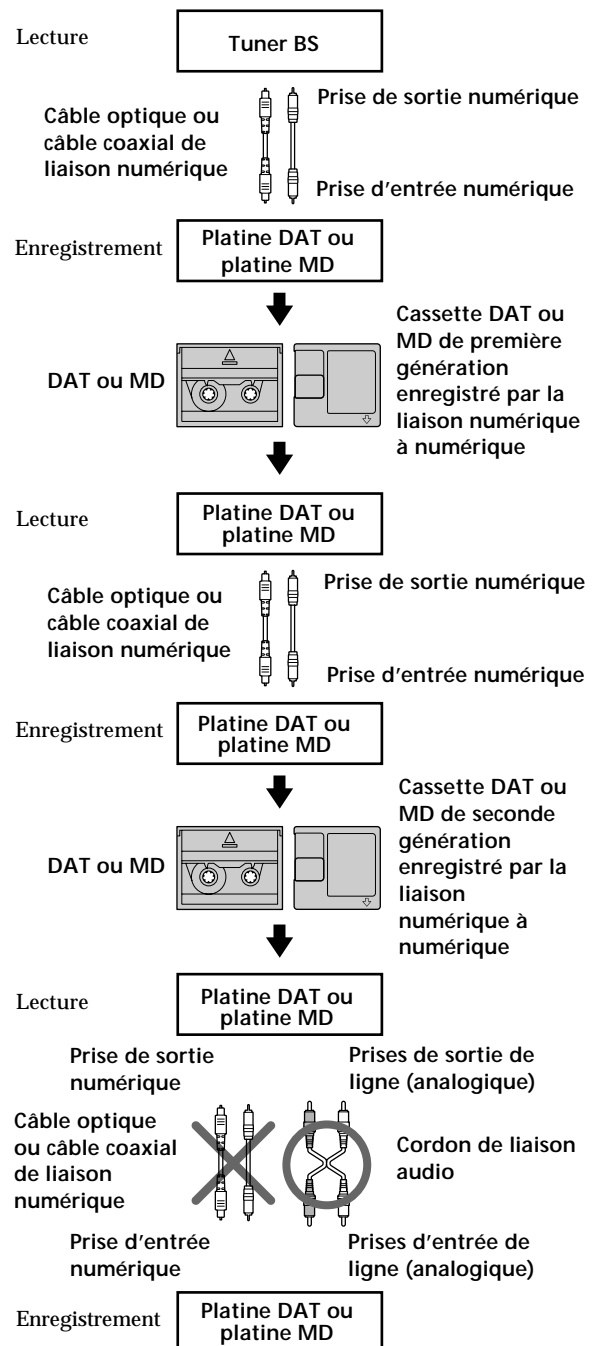 Lecture
Tuner BS
Câble optique ou
câble coaxial de
liaison numérique
Prise de sortie numérique
Prise d'entrée numérique
Enregistrement
Platine DAT ou
platine MD
DAT ou MD
Cassette DAT ou
MD de première
génération
enregistré par la
liaison numérique
à numérique
Lecture
Platine DAT ou
platine MD
Câble optique ou
câble coaxial de
liaison numérique
Prise de sortie numérique
Prise d'entrée numérique
Enregistrement
Platine DAT ou
platine MD
DAT ou MD
Cassette DAT ou
MD de seconde
génération
enregistré par la
liaison
numérique à
numérique
Lecture
Platine DAT ou
platine MD
Prise de sortie
numérique
Prises de sortie de
ligne (analogique)
Câble optique
ou câble coaxial
de liaison
numérique
Cordon de liaison
audio
Prise d'entrée
numérique
Prises d'entrée de
ligne (analogique)
Enregistrement
Platine DAT ou
platine MD